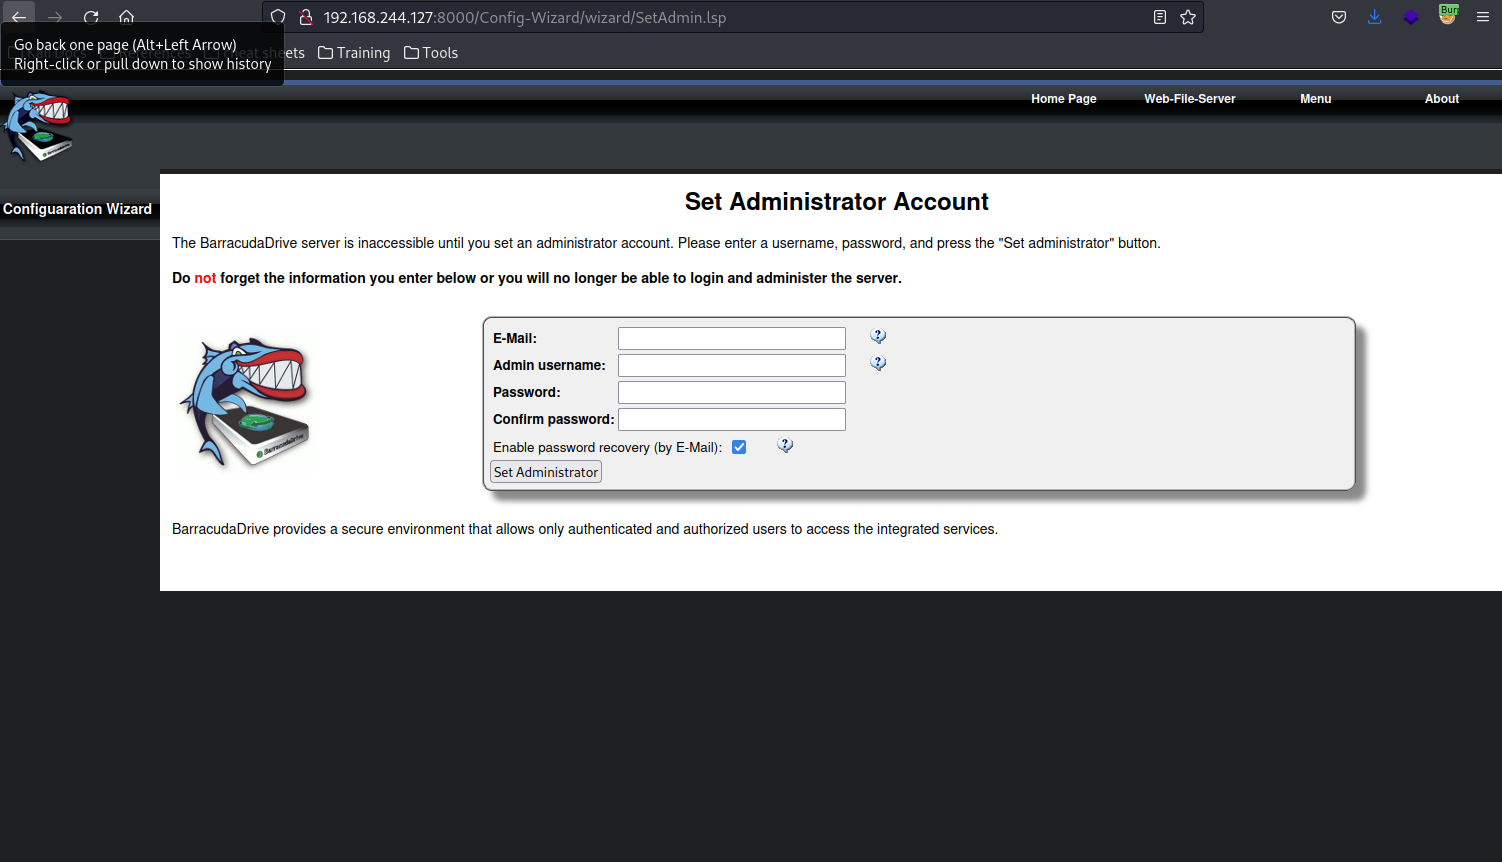 192.168.244.127:8000/Config-Wizard/wizard/SetAdmin.lsp
Bur
Go back one page (Alt+Left Arrow)
Right-click or pull down to show history
sheets Training Tools
Home Page Web-File-Server Menu About
Configuaration Wizard
Set Administrator Account
The BarracudaDrive server is inaccessible until you set an administrator account. Please enter a username, password, and press the "Set administrator" button.
Do not forget the information you enter below or you will no longer be able to login and administer the server.
E-Mail:
Admin username:
Password:
Confirm password:
Enable password recovery (by E-Mail):
Set Administrator
BarracudaDrive
BarracudaDrive provides a secure environment that allows only authenticated and authorized users to access the integrated services.